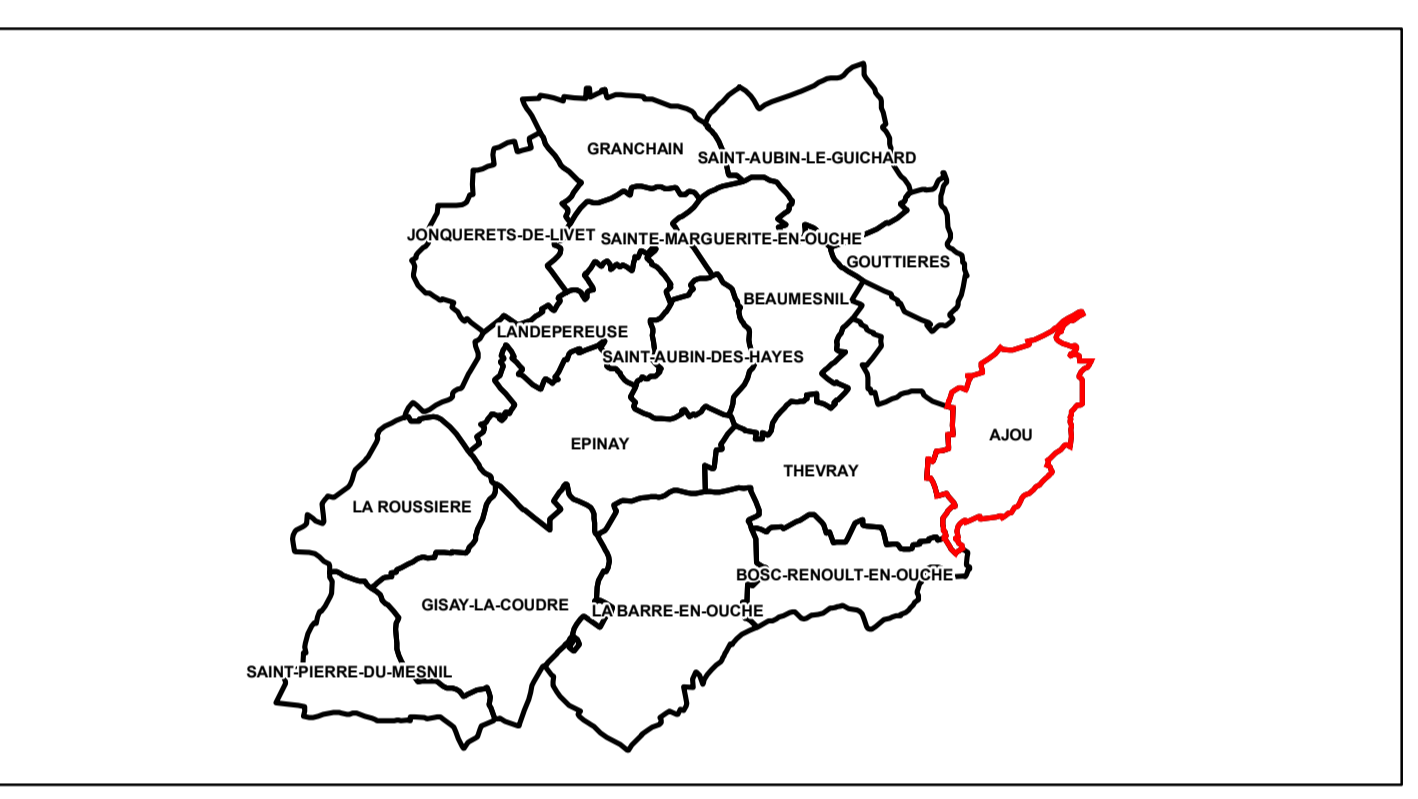 GRANCHAIN
SAINT-AUBIN-LE-GUICHARD
JONQUERETS-DE-LIVET
SAINTE-MARGUERITE-EN-OUCHE
GOUTTIERES
BEAUMESNIL
LANDEPEREUSE
SAINT-AUBIN-DES-HAYES
AJOU
EPINAY
THEVRAY
LA ROUSSIERE
BOSC-RENOULT-EN-OUCHE
GISAY-LA-COUDRE
LA BARRE-EN-OUCHE
SAINT-PIERRE-DU-MESNIL